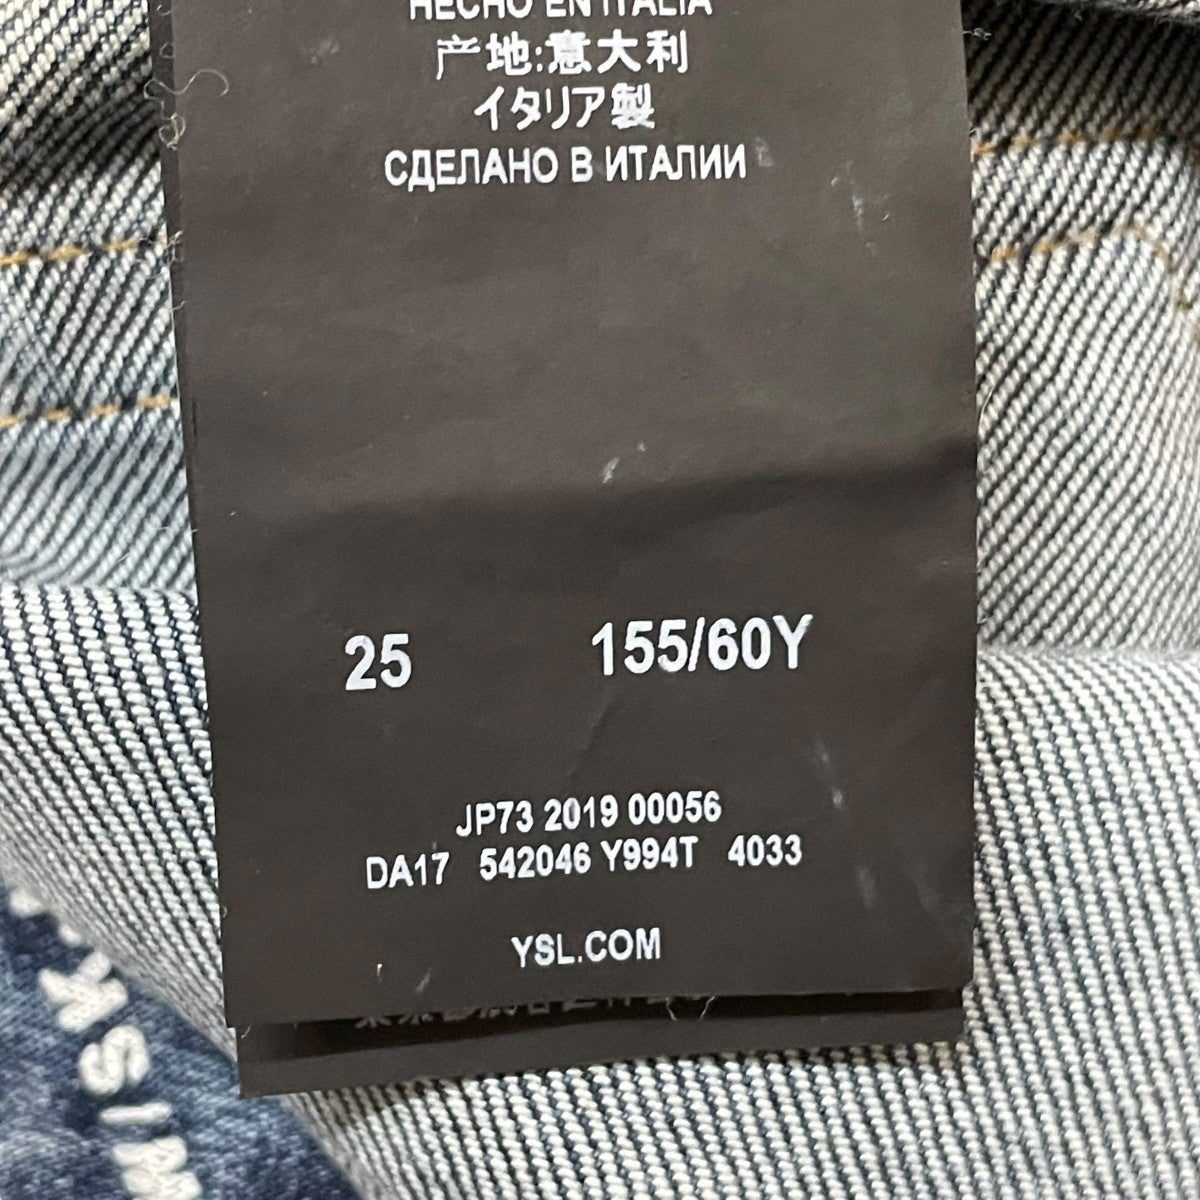 HECHO EN ITALIA
产地:意大利
イタリア製
СДЕЛАНО В ИТАЛИИ
25 155/60Y
JP73 2019 00056
DA17 542046 Y994T 4033
YSL.COM